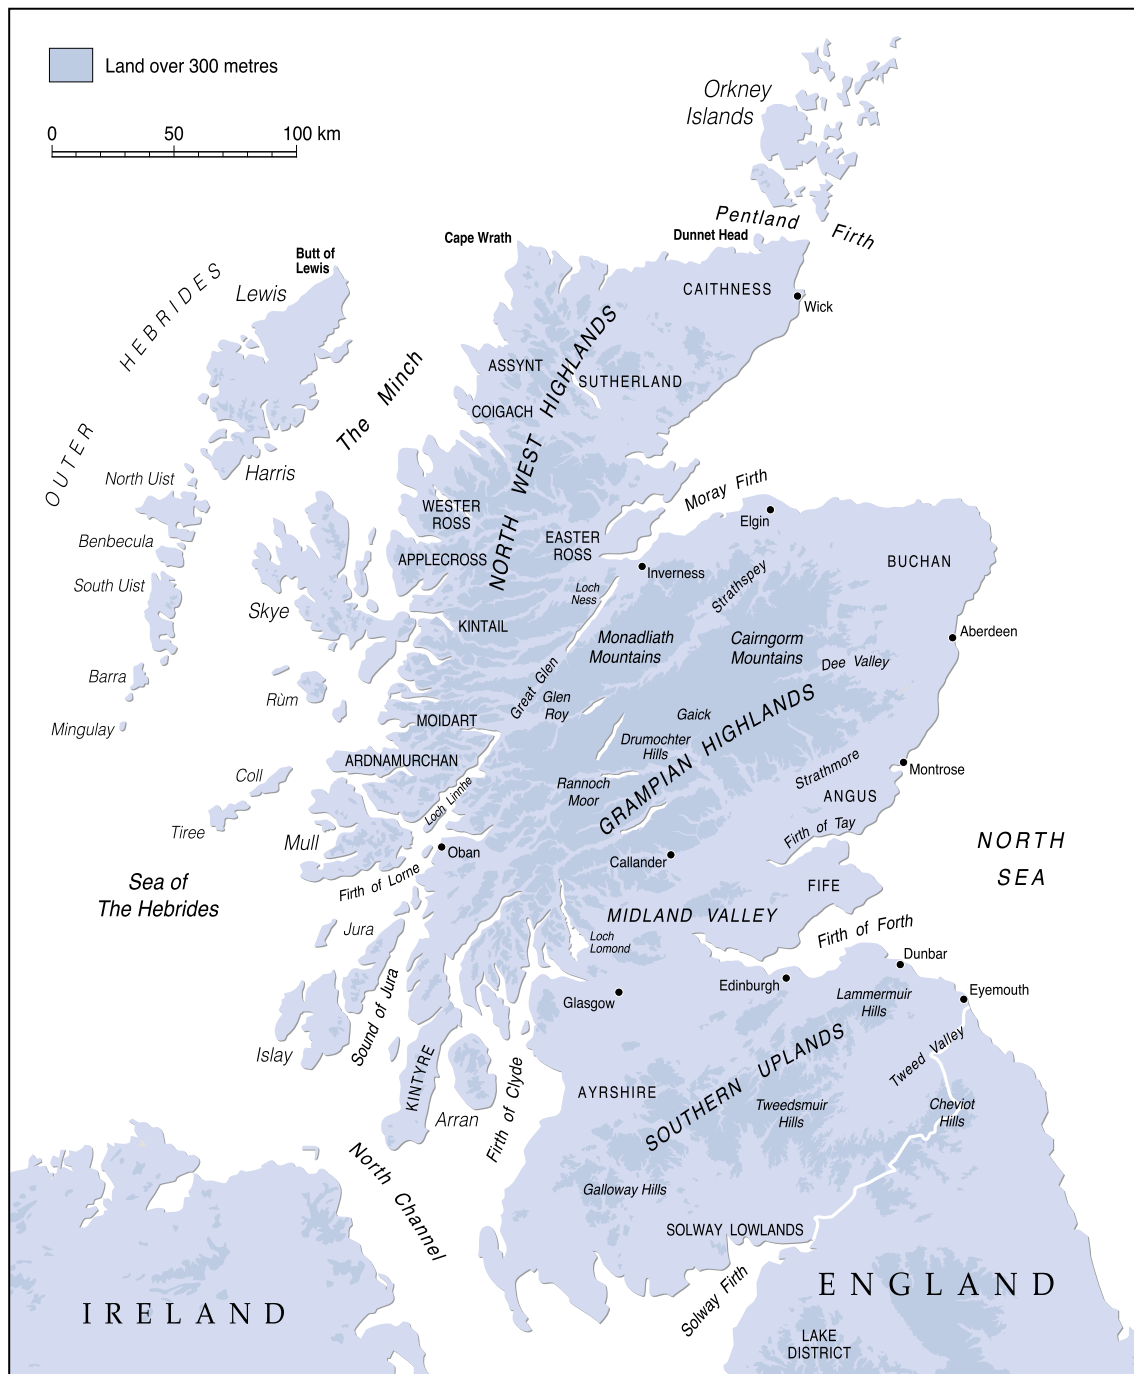 Land over 300 metres
0 50 100 km
Orkney
Islands
Pentland
Firth
Cape Wrath
Dunnet Head
Butt of
Lewis
Lewis
OUTER HEBRIDES
CAITHNESS
Wick
The Minch
ASSYNT
SUTHERLAND
COIGACH
NORTH WEST HIGHLANDS
Harris
North Uist
Moray Firth
WESTER
ROSS
Elgin
Benbecula
EASTER
ROSS
APPLECROSS
BUCHAN
Inverness
Strathspey
South Uist
Loch
Ness
Skye
KINTAIL
Aberdeen
Monadliath
Mountains
Cairngorm
Mountains
Dee Valley
Barra
Rùm
Great Glen
Glen
Roy
Mingulay
MOIDART
Gaick
GRAMPIAN HIGHLANDS
Drumochter
Hills
ARDNAMURCHAN
Coll
Strathmore
Montrose
Rannoch
Moor
ANGUS
Loch Linnhe
Tiree
Mull
Firth of Tay
Oban
Callander
NORTH
SEA
Sea of
The Hebrides
Firth of Lorne
FIFE
MIDLAND VALLEY
Jura
Loch
Lomond
Firth of Forth
Dunbar
Edinburgh
Glasgow
Lammermuir
Hills
Eyemouth
Sound of Jura
Islay
SOUTHERN UPLANDS
Tweed Valley
KINTYRE
AYRSHIRE
Arran
Firth of Clyde
Tweedsmuir
Hills
Cheviot
Hills
North Channel
Galloway Hills
SOLWAY LOWLANDS
Solway Firth
ENGLAND
IRELAND
LAKE
DISTRICT